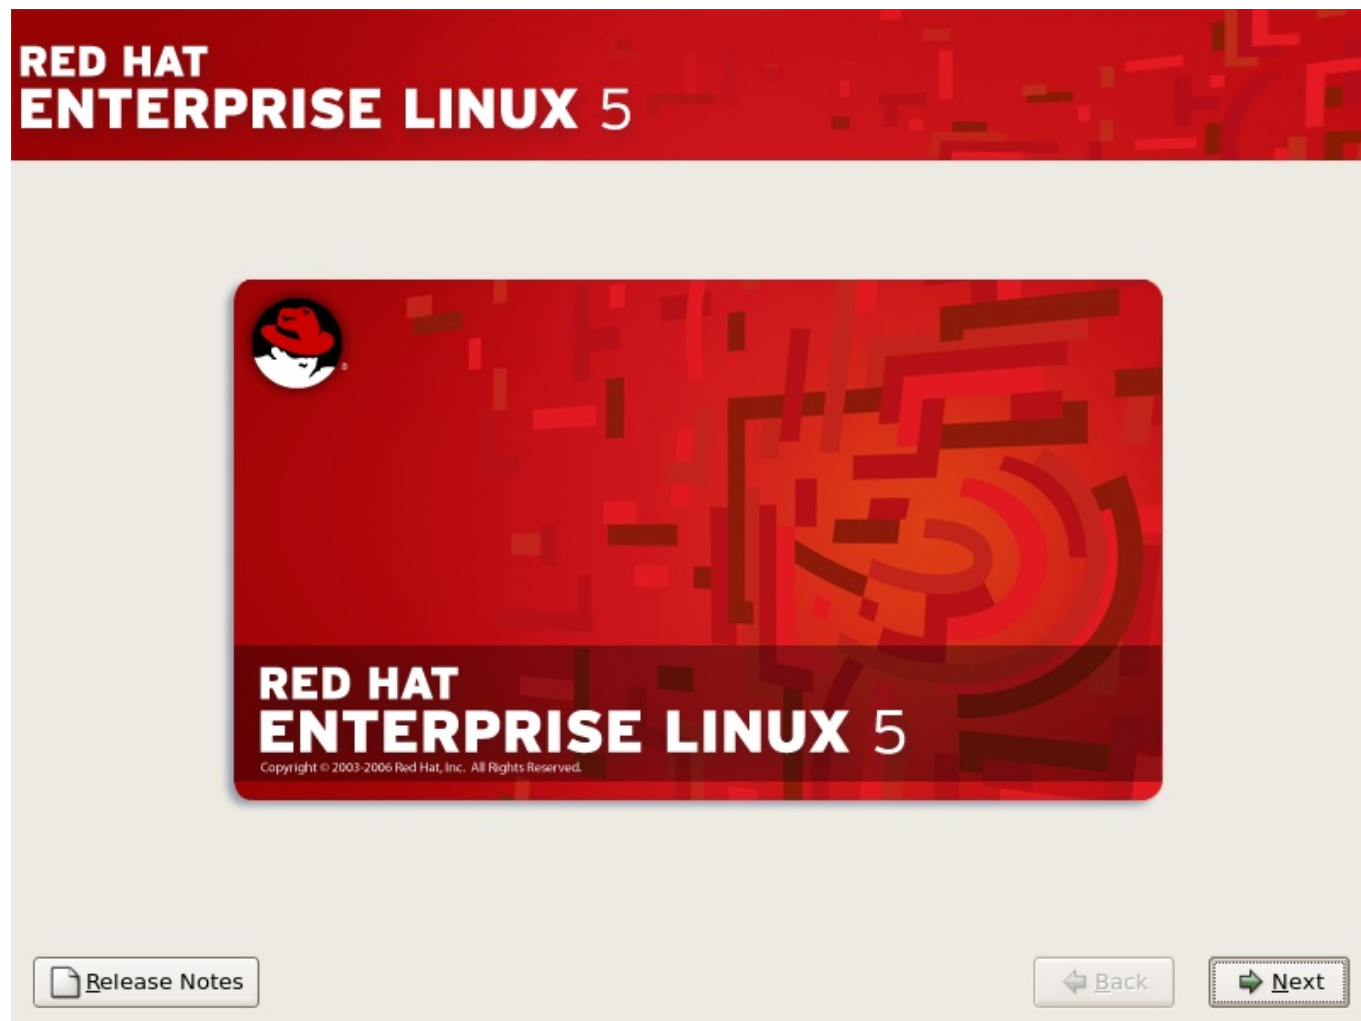 RED HAT
ENTERPRISE LINUX 5
RED HAT
ENTERPRISE LINUX 5
Copyright © 2003-2006 Red Hat, Inc. All Rights Reserved.
Release Notes
Back
Next